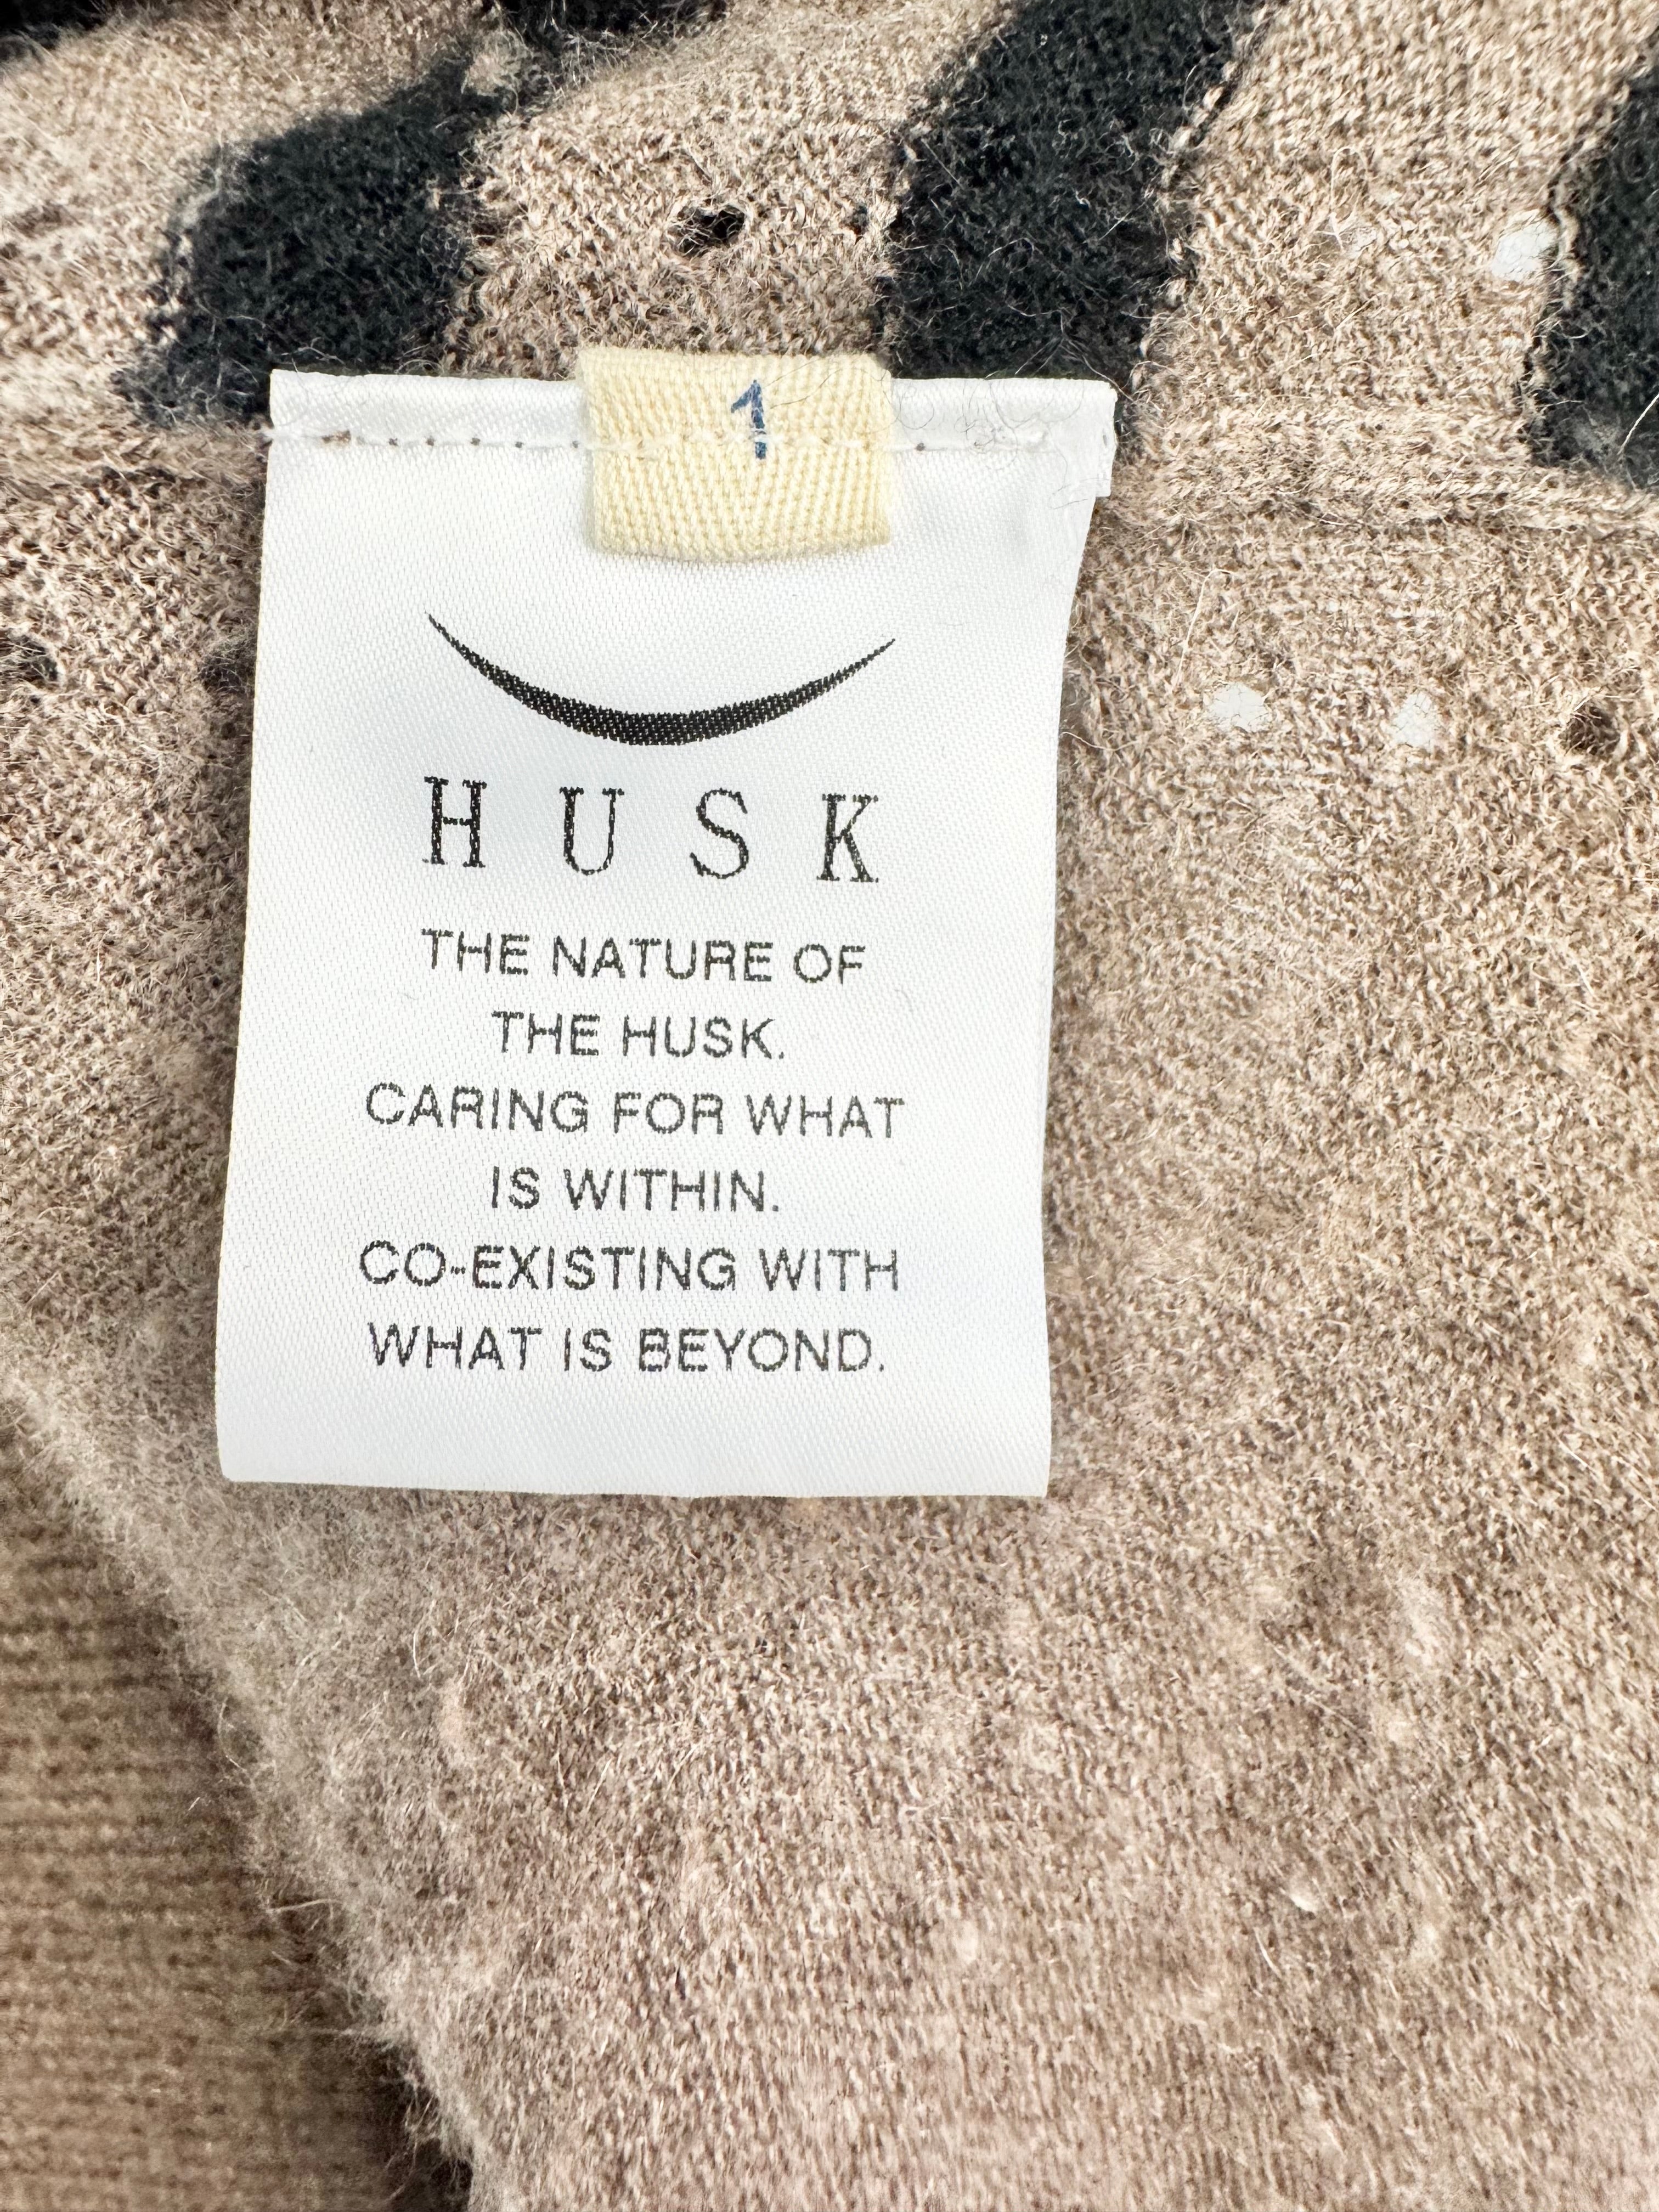 1
HUSK
THE NATURE OF
THE HUSK.
CARING FOR WHAT
IS WITHIN.
CO-EXISTING WITH
WHAT IS BEYOND.